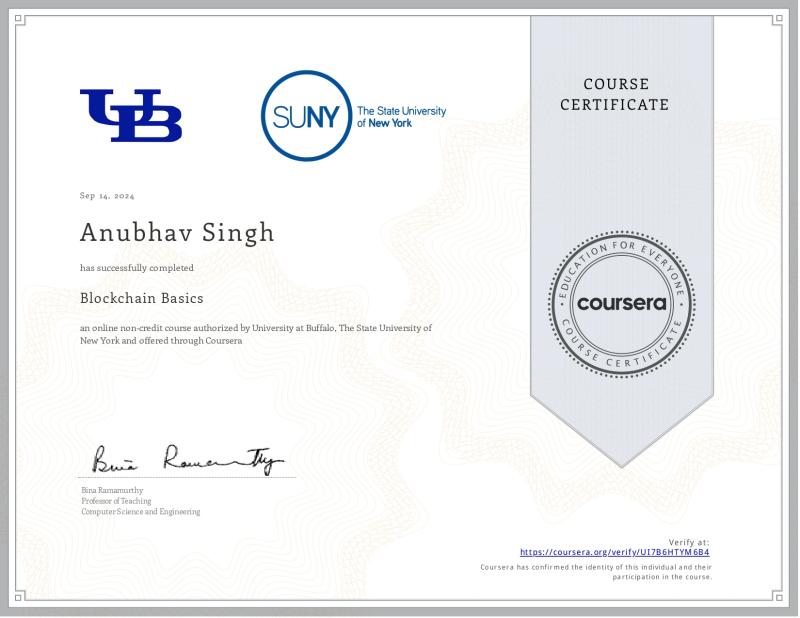 UB
SUNY
The State University
of New York
COURSE
CERTIFICATE
Sep 14, 2024
Anubhav Singh
has successfully completed
Blockchain Basics
an online non-credit course authorized by University at Buffalo, The State University of
New York and offered through Coursera
EDUCATION FOR EVERYONE
coursera
COURSE CERTIFICATE
Bina Ramamurthy
Bina Ramamurthy
Professor of Teaching
Computer Science and Engineering
Verify at:
https://coursera.org/verify/UI7B6HTYM6B4
Coursera has confirmed the identity of this individual and their
participation in the course.